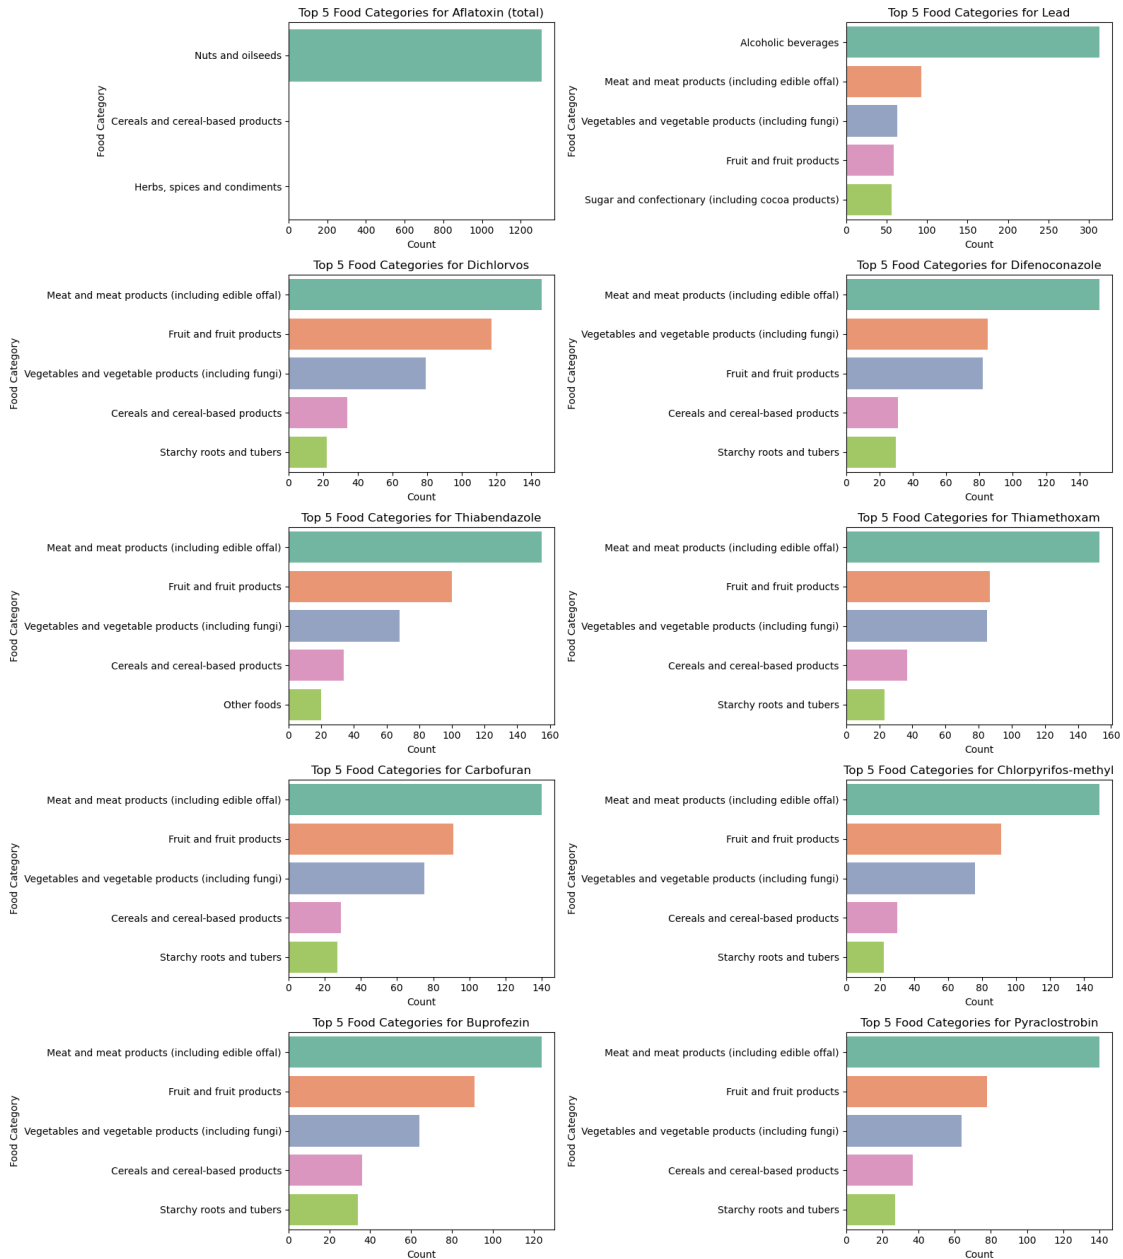 Top 5 Food Categories for Aflatoxin (total)
Food Category
Nuts and oilseeds
Cereals and cereal-based products
Herbs, spices and condiments
0 200 400 600 800 1000 1200
Count
Top 5 Food Categories for Lead
Food Category
Alcoholic beverages
Meat and meat products (including edible offal)
Vegetables and vegetable products (including fungi)
Fruit and fruit products
Sugar and confectionary (including cocoa products)
0 50 100 150 200 250 300
Count
Top 5 Food Categories for Dichlorvos
Food Category
Meat and meat products (including edible offal)
Fruit and fruit products
Vegetables and vegetable products (including fungi)
Cereals and cereal-based products
Starchy roots and tubers
0 20 40 60 80 100 120 140
Count
Top 5 Food Categories for Difenoconazole
Food Category
Meat and meat products (including edible offal)
Vegetables and vegetable products (including fungi)
Fruit and fruit products
Cereals and cereal-based products
Starchy roots and tubers
0 20 40 60 80 100 120 140
Count
Top 5 Food Categories for Thiabendazole
Food Category
Meat and meat products (including edible offal)
Fruit and fruit products
Vegetables and vegetable products (including fungi)
Cereals and cereal-based products
Other foods
0 20 40 60 80 100 120 140 160
Count
Top 5 Food Categories for Thiamethoxam
Food Category
Meat and meat products (including edible offal)
Fruit and fruit products
Vegetables and vegetable products (including fungi)
Cereals and cereal-based products
Starchy roots and tubers
0 20 40 60 80 100 120 140 160
Count
Top 5 Food Categories for Carbofuran
Food Category
Meat and meat products (including edible offal)
Fruit and fruit products
Vegetables and vegetable products (including fungi)
Cereals and cereal-based products
Starchy roots and tubers
0 20 40 60 80 100 120 140
Count
Top 5 Food Categories for Chlorpyrifos-methyl
Food Category
Meat and meat products (including edible offal)
Fruit and fruit products
Vegetables and vegetable products (including fungi)
Cereals and cereal-based products
Starchy roots and tubers
0 20 40 60 80 100 120 140
Count
Top 5 Food Categories for Buprofezin
Food Category
Meat and meat products (including edible offal)
Fruit and fruit products
Vegetables and vegetable products (including fungi)
Cereals and cereal-based products
Starchy roots and tubers
0 20 40 60 80 100 120
Count
Top 5 Food Categories for Pyraclostrobin
Food Category
Meat and meat products (including edible offal)
Fruit and fruit products
Vegetables and vegetable products (including fungi)
Cereals and cereal-based products
Starchy roots and tubers
0 20 40 60 80 100 120 140
Count